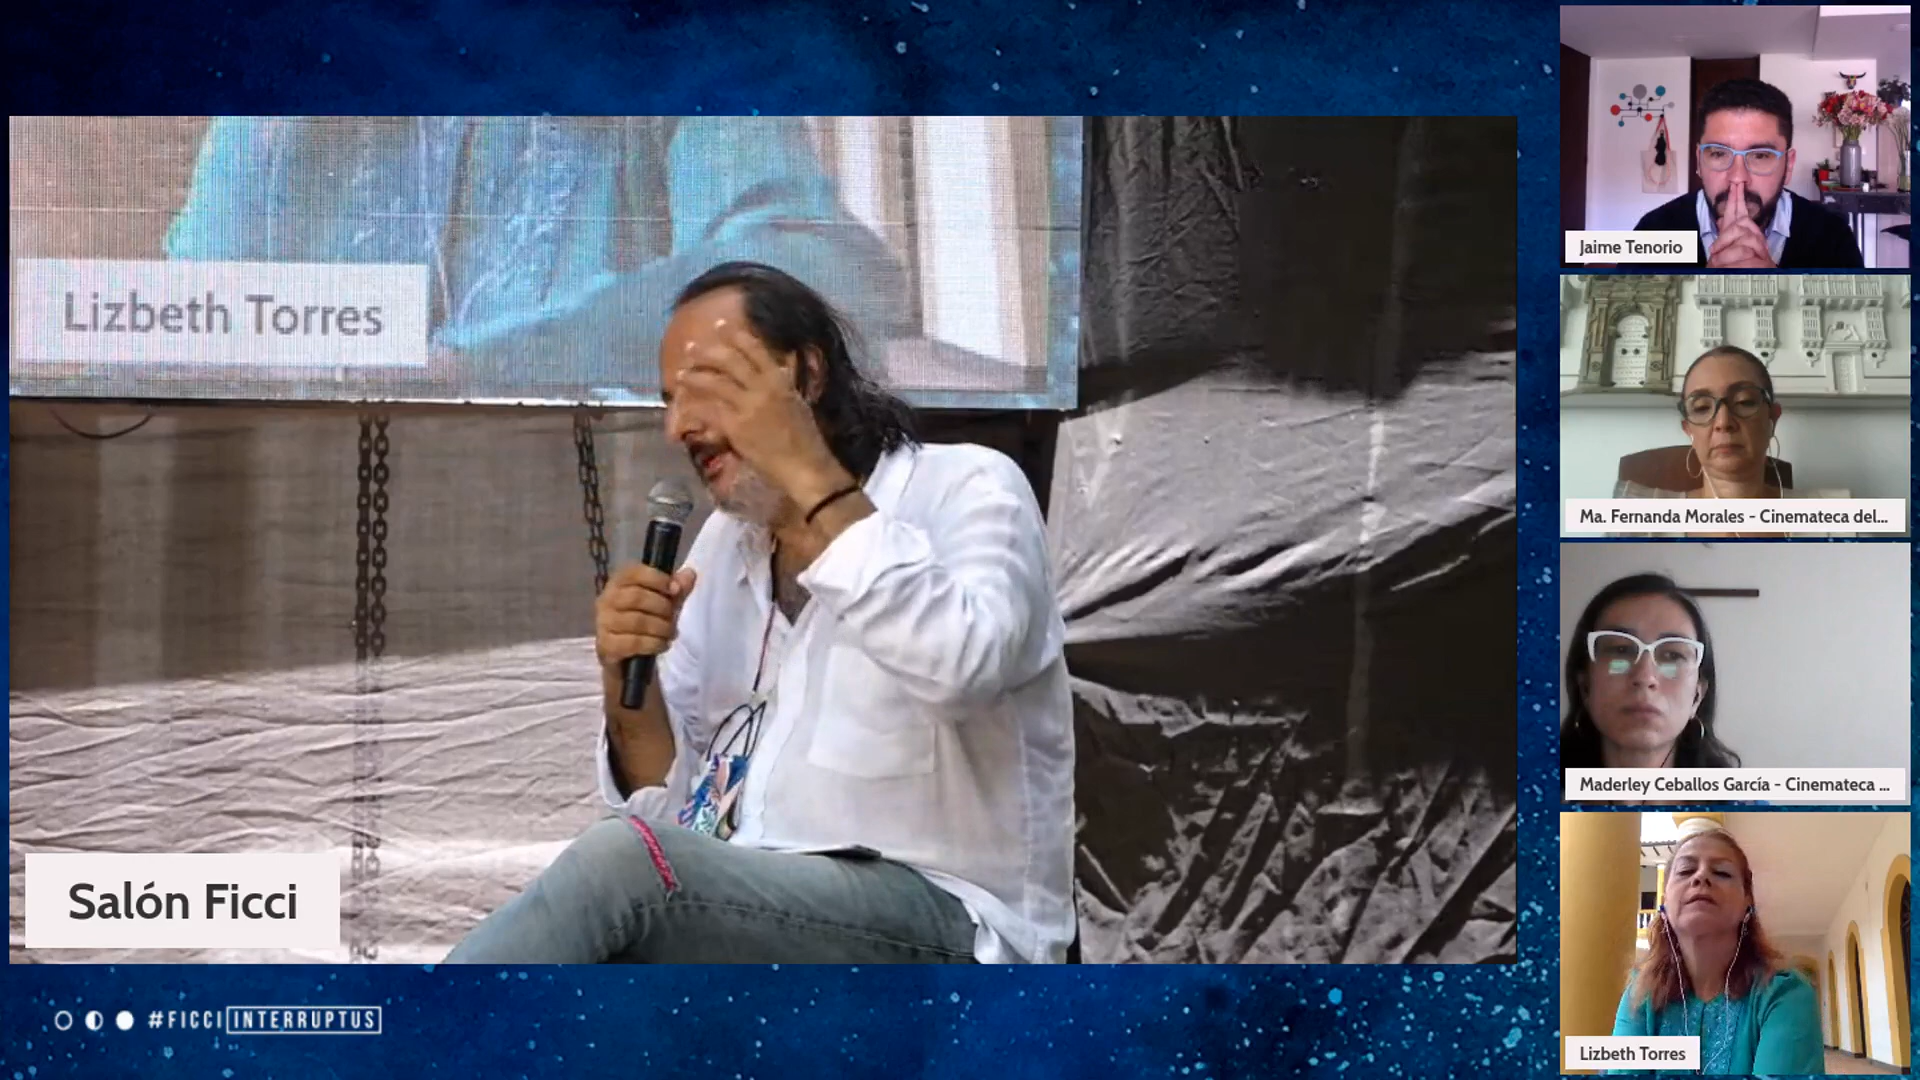 Lizbeth Torres
Salón Ficci
#FICCI INTERRUPTUS
Jaime Tenorio
Ma. Fernanda Morales - Cinemateca del...
Maderley Ceballos García - Cinemateca ...
Lizbeth Torres